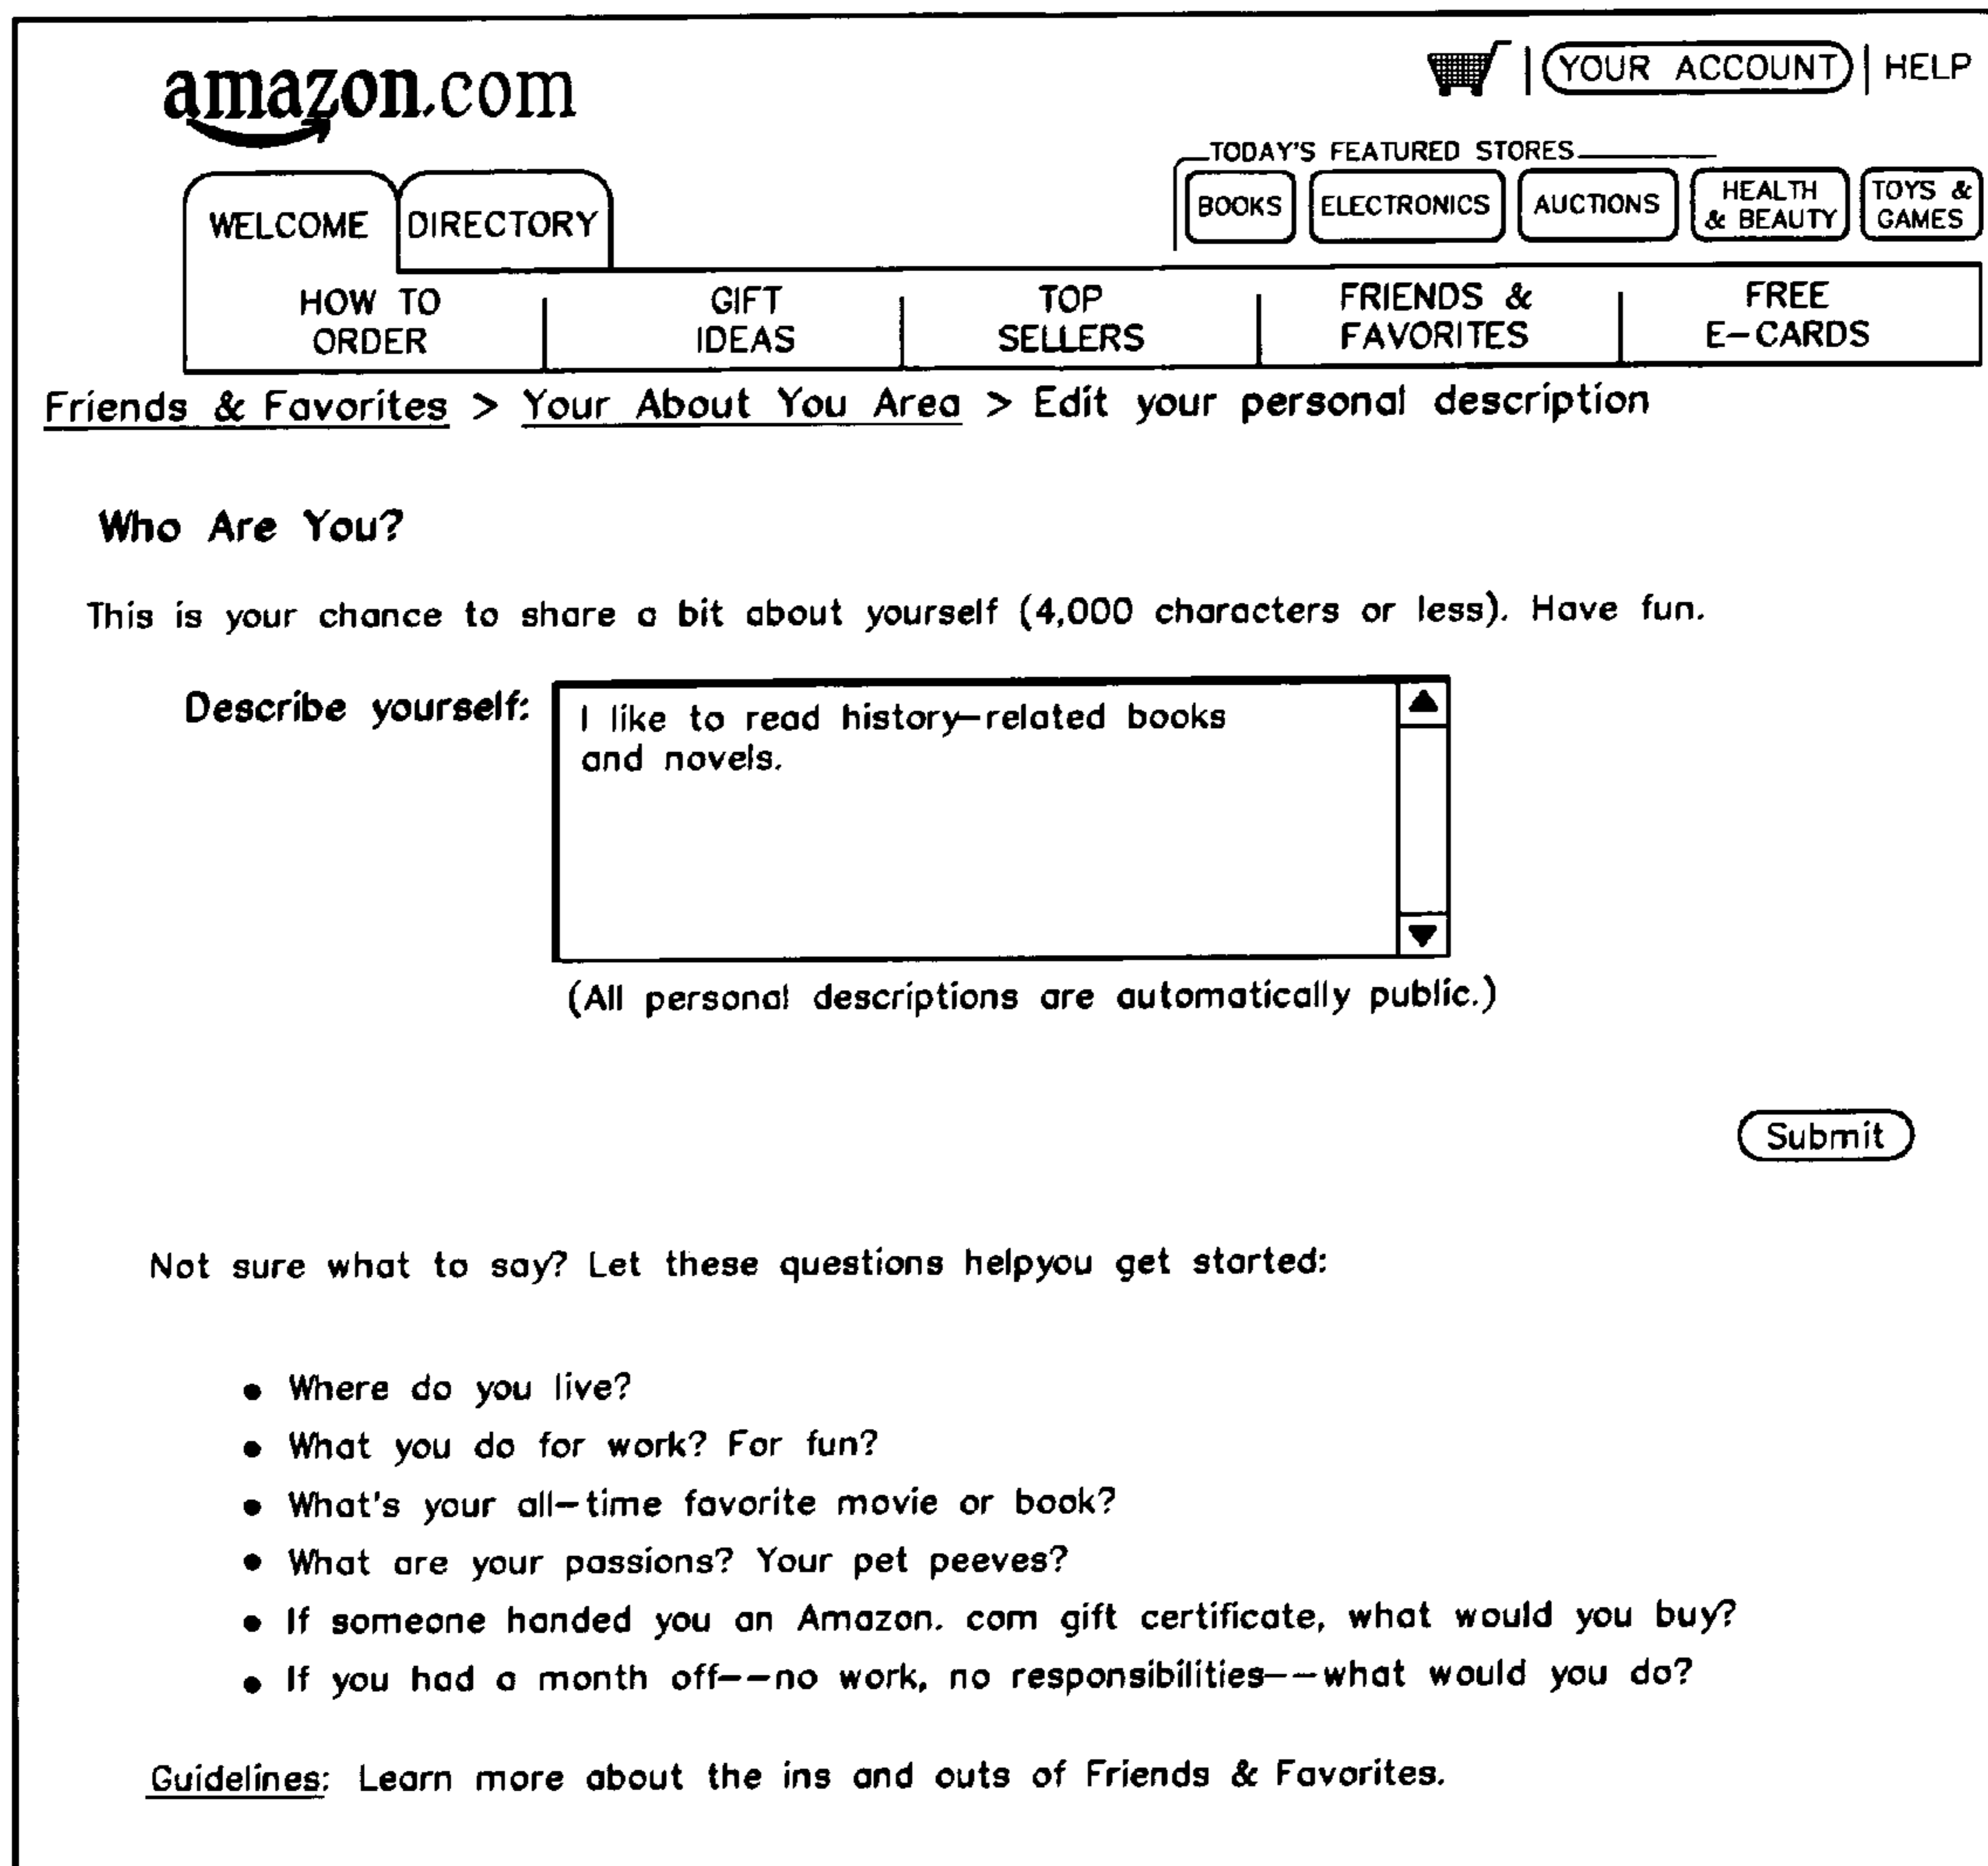 amazon.com
YOUR ACCOUNT | HELP
TODAY'S FEATURED STORES
WELCOME
DIRECTORY
BOOKS
ELECTRONICS
AUCTIONS
HEALTH
& BEAUTY
TOYS &
GAMES
HOW TO
ORDER
GIFT
IDEAS
TOP
SELLERS
FRIENDS &
FAVORITES
FREE
E-CARDS
Friends & Favorites > Your About You Area > Edit your personal description
Who Are You?
This is your chance to share a bit about yourself (4,000 characters or less). Have fun.
Describe yourself:
I like to read history-related books
and novels.
(All personal descriptions are automatically public.)
Submit
Not sure what to say? Let these questions helpyou get started:
• Where do you live?
• What you do for work? For fun?
• What's your all-time favorite movie or book?
• What are your passions? Your pet peeves?
• If someone handed you an Amazon. com gift certificate, what would you buy?
• If you had a month off--no work, no responsibilities--what would you do?
Guidelines: Learn more about the ins and outs of Friends & Favorites.